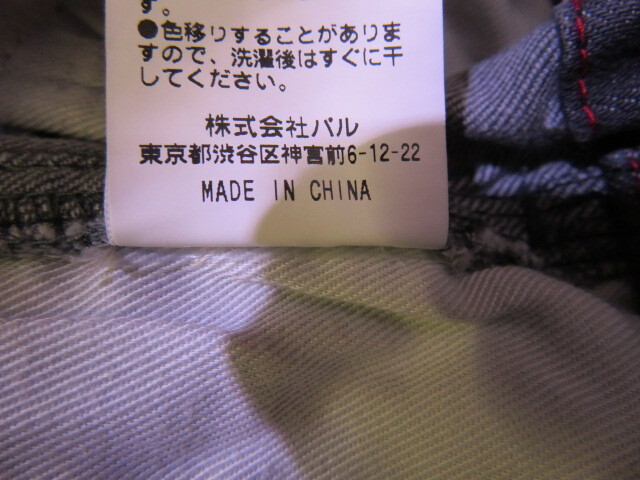 す。
●色移りすることがありま
すので、洗濯後はすぐに干
してください。
株式会社パル
東京都渋谷区神宮前6-12-22
MADE IN CHINA